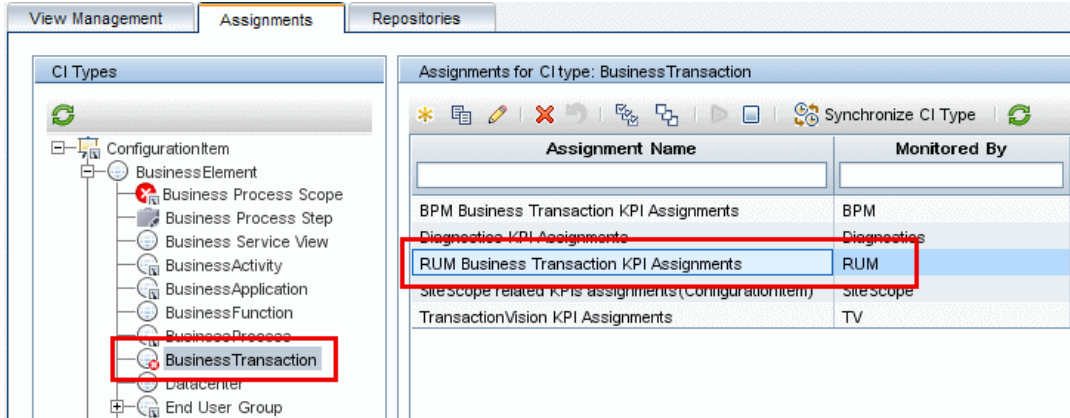 View Management
Assignments
Repositories
CI Types
ConfigurationItem
BusinessElement
Business Process Scope
Business Process Step
Business Service View
BusinessActivity
BusinessApplication
BusinessFunction
BusinessProcess
BusinessTransaction
Datacenter
End User Group
Assignments for CI type: BusinessTransaction
Synchronize CI Type
Assignment Name Monitored By
BPM Business Transaction KPI Assignments BPM
Diagnostics KPI Assignments Diagnostics
RUM Business Transaction KPI Assignments RUM
SiteScope related KPIs assignments (ConfigurationItem) SiteScope
TransactionVision KPI Assignments TV